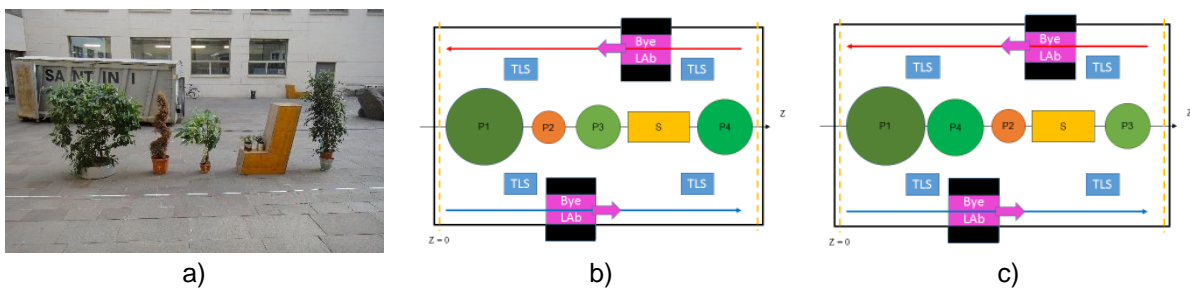 SANTINI
Bye
LAb
TLS
TLS
P1
P2
P3
S
P4
Z
TLS
TLS
Bye
LAb
Z = 0
Bye
LAb
TLS
TLS
P1
P4
P2
S
P3
Z
TLS
TLS
Bye
LAb
Z = 0
a)
b)
c)